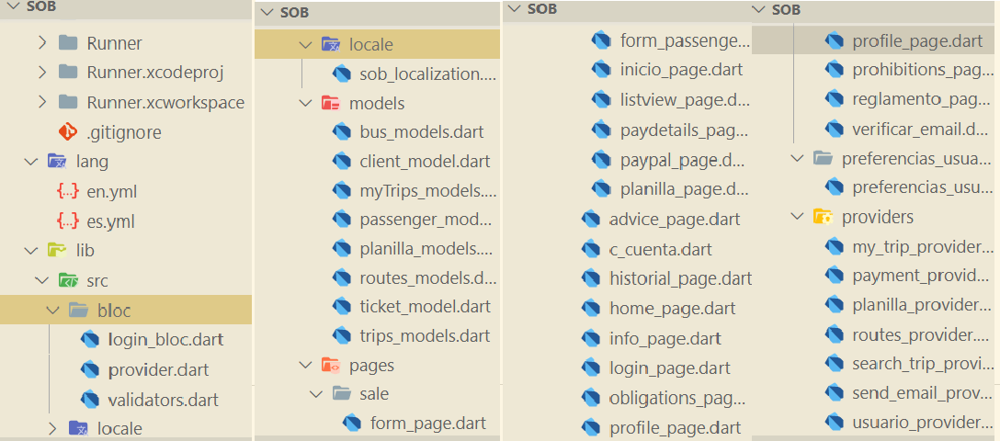 SOB
Runner
Runner.xcodeproj
Runner.xcworkspace
.gitignore
lang
en.yml
es.yml
lib
src
bloc
login_bloc.dart
provider.dart
validators.dart
locale
SOB
locale
sob_localization....
models
bus_models.dart
client_model.dart
myTrips_models....
passenger_mod...
planilla_models....
routes_models.d...
ticket_model.dart
trips_models.dart
pages
sale
form_page.dart
SOB
form_passenge...
inicio_page.dart
listview_page.d...
paydetails_pag...
paypal_page.d...
planilla_page.d...
advice_page.dart
c_cuenta.dart
historial_page.dart
home_page.dart
info_page.dart
login_page.dart
obligations_pag...
profile_page.dart
SOB
profile_page.dart
prohibitions_pag...
reglamento_pag...
verificar_email.d...
preferencias_usua...
preferencias_usu...
providers
my_trip_provider...
payment_provid...
planilla_provider...
routes_provider....
search_trip_provi...
send_email_prov...
usuario_provider...